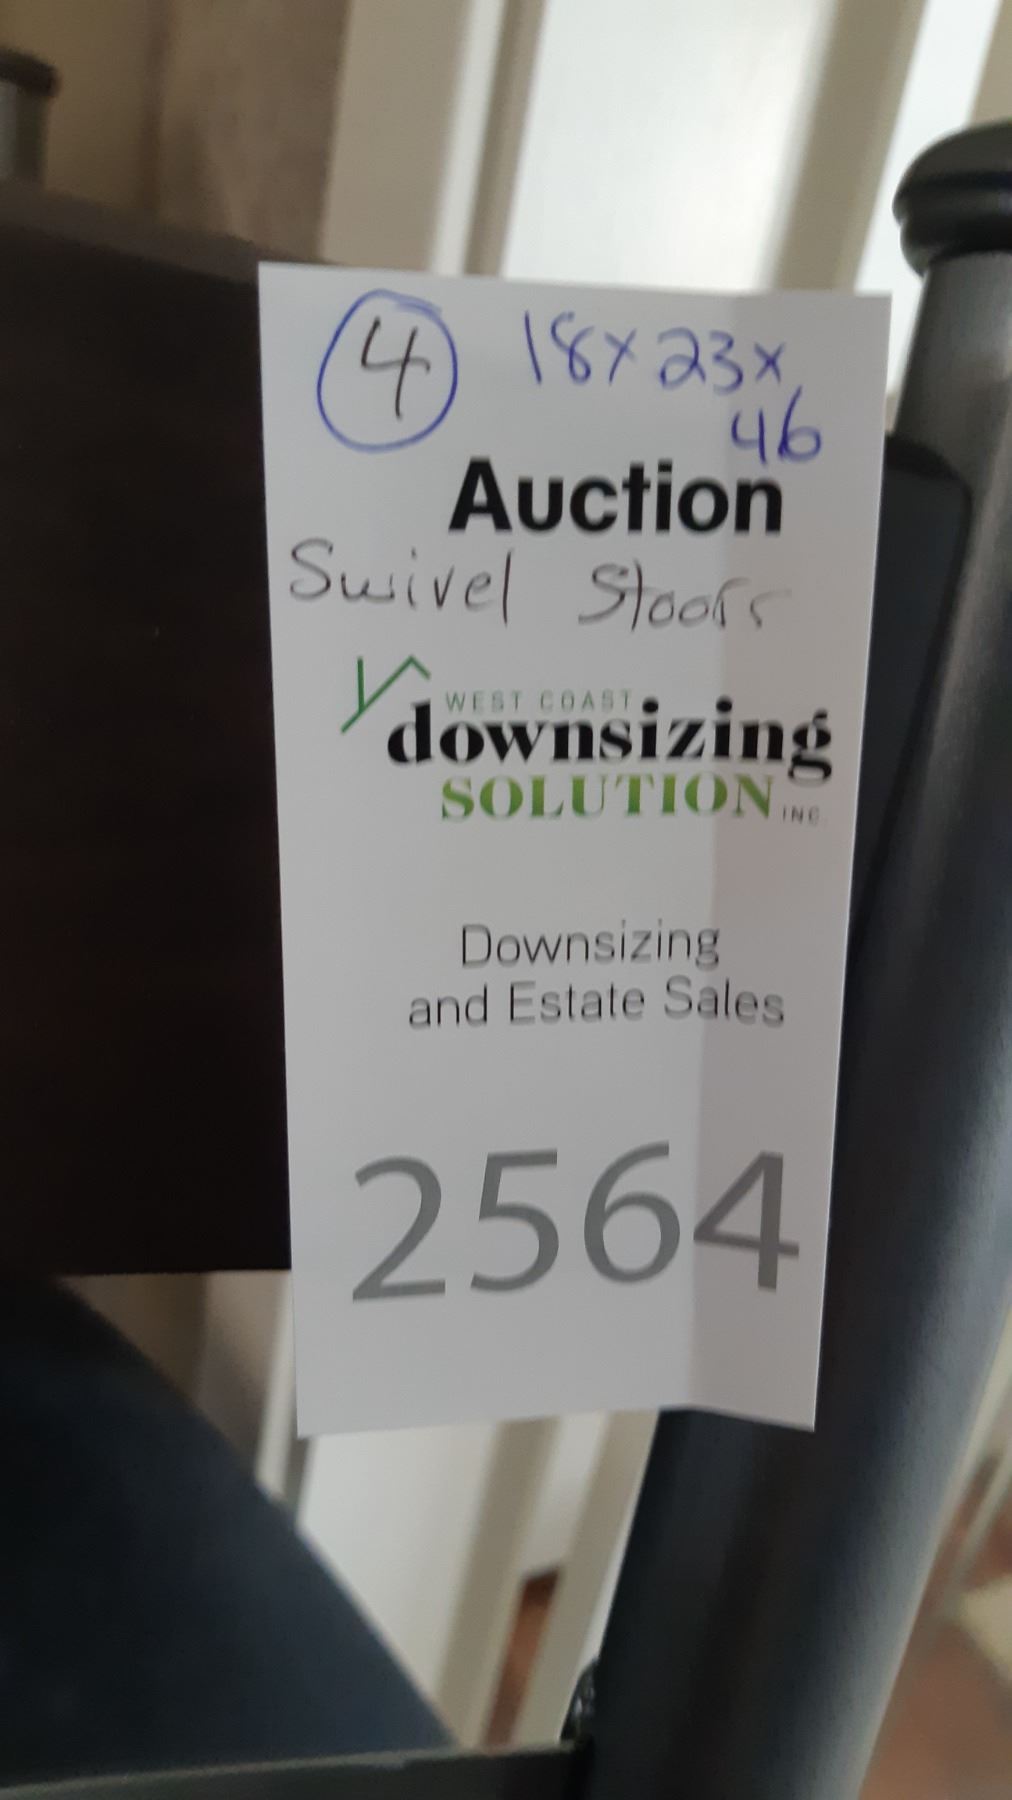 4 18x23x
46
Auction
Swivel Stools
WEST COAST
downsizing
SOLUTION INC.
Downsizing
and Estate Sales
2564